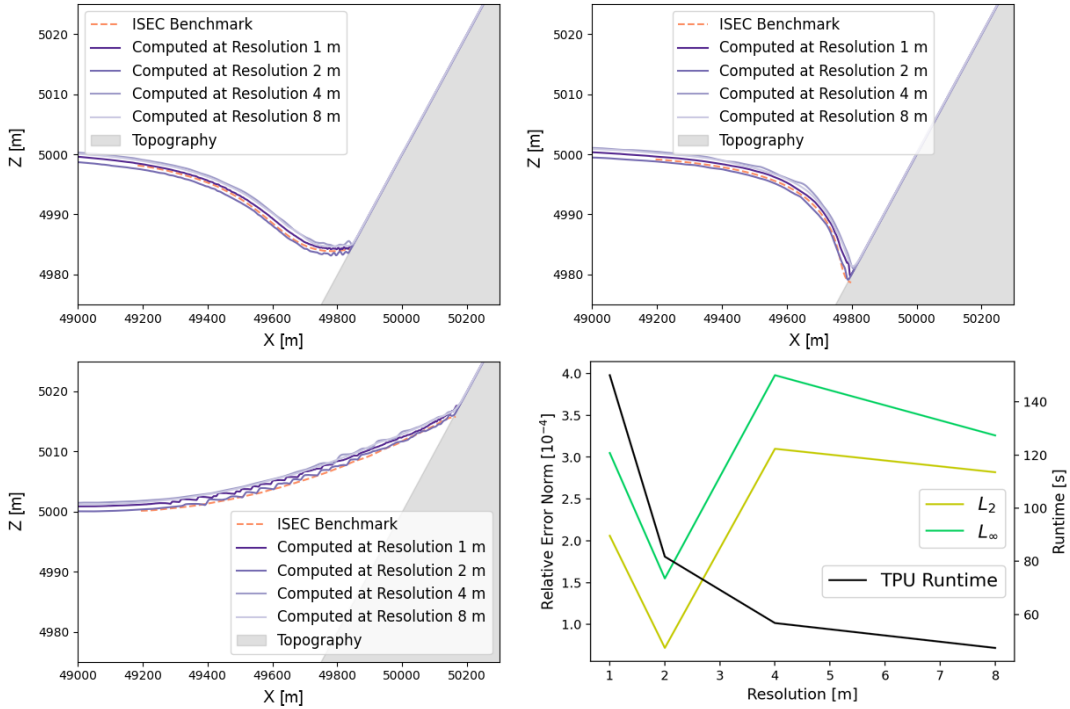 ISEC Benchmark
Computed at Resolution 1 m
Computed at Resolution 2 m
Computed at Resolution 4 m
Computed at Resolution 8 m
Topography
5020
5010
5000
4990
4980
Z [m]
49000 49200 49400 49600 49800 50000 50200
X [m]
ISEC Benchmark
Computed at Resolution 1 m
Computed at Resolution 2 m
Computed at Resolution 4 m
Computed at Resolution 8 m
Topography
5020
5010
5000
4990
4980
Z [m]
49000 49200 49400 49600 49800 50000 50200
X [m]
5020
5010
5000
4990
4980
Z [m]
ISEC Benchmark
Computed at Resolution 1 m
Computed at Resolution 2 m
Computed at Resolution 4 m
Computed at Resolution 8 m
Topography
49000 49200 49400 49600 49800 50000 50200
X [m]
4.0
3.5
3.0
2.5
2.0
1.5
1.0
Relative Error Norm [10⁻⁴]
L₂
L∞
TPU Runtime
140
120
100
80
60
Runtime [s]
1 2 3 4 5 6 7 8
Resolution [m]